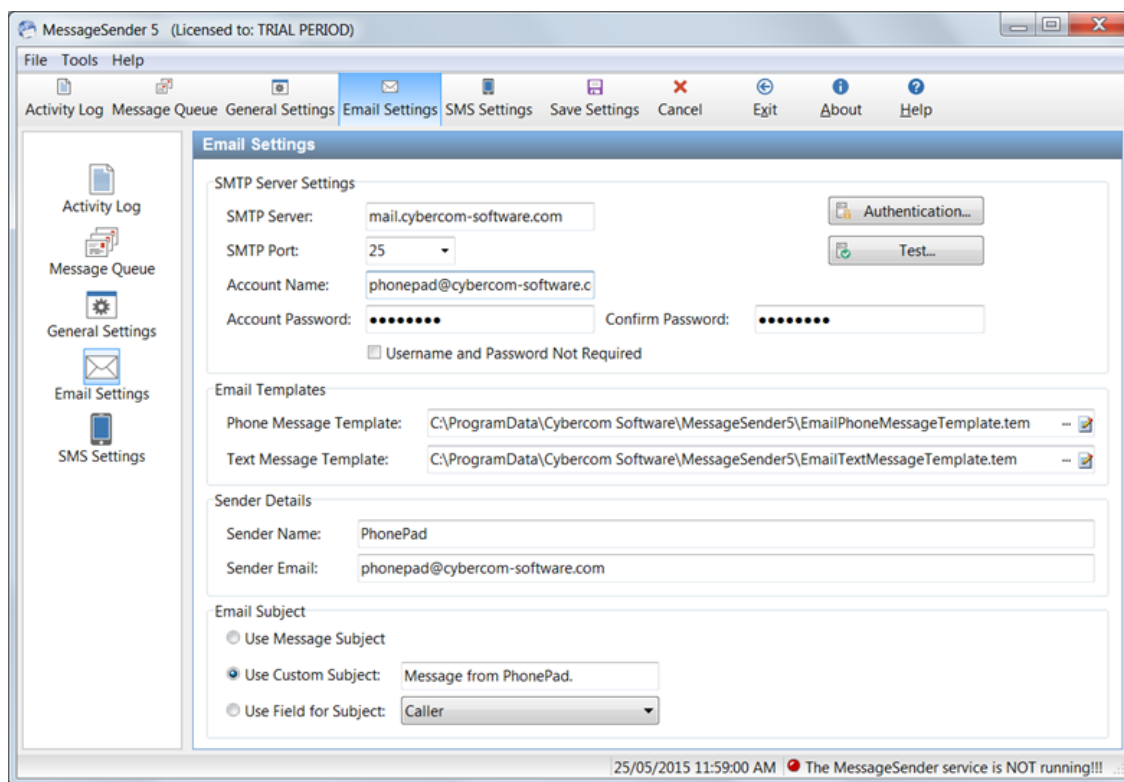 MessageSender 5 (Licensed to: TRIAL PERIOD)
File Tools Help
Activity Log Message Queue General Settings Email Settings SMS Settings Save Settings Cancel Exit About Help
Activity Log
Message Queue
General Settings
Email Settings
SMS Settings
Email Settings
SMTP Server Settings
SMTP Server: mail.cybercom-software.com Authentication...
SMTP Port: 25 Test...
Account Name: phonepad@cybercom-software.c
Account Password: ●●●●●●●● Confirm Password: ●●●●●●●●
Username and Password Not Required
Email Templates
Phone Message Template: C:\ProgramData\Cybercom Software\MessageSender5\EmailPhoneMessageTemplate.tem ...
Text Message Template: C:\ProgramData\Cybercom Software\MessageSender5\EmailTextMessageTemplate.tem ...
Sender Details
Sender Name: PhonePad
Sender Email: phonepad@cybercom-software.com
Email Subject
Use Message Subject
Use Custom Subject: Message from PhonePad.
Use Field for Subject: Caller
25/05/2015 11:59:00 AM The MessageSender service is NOT running!!!